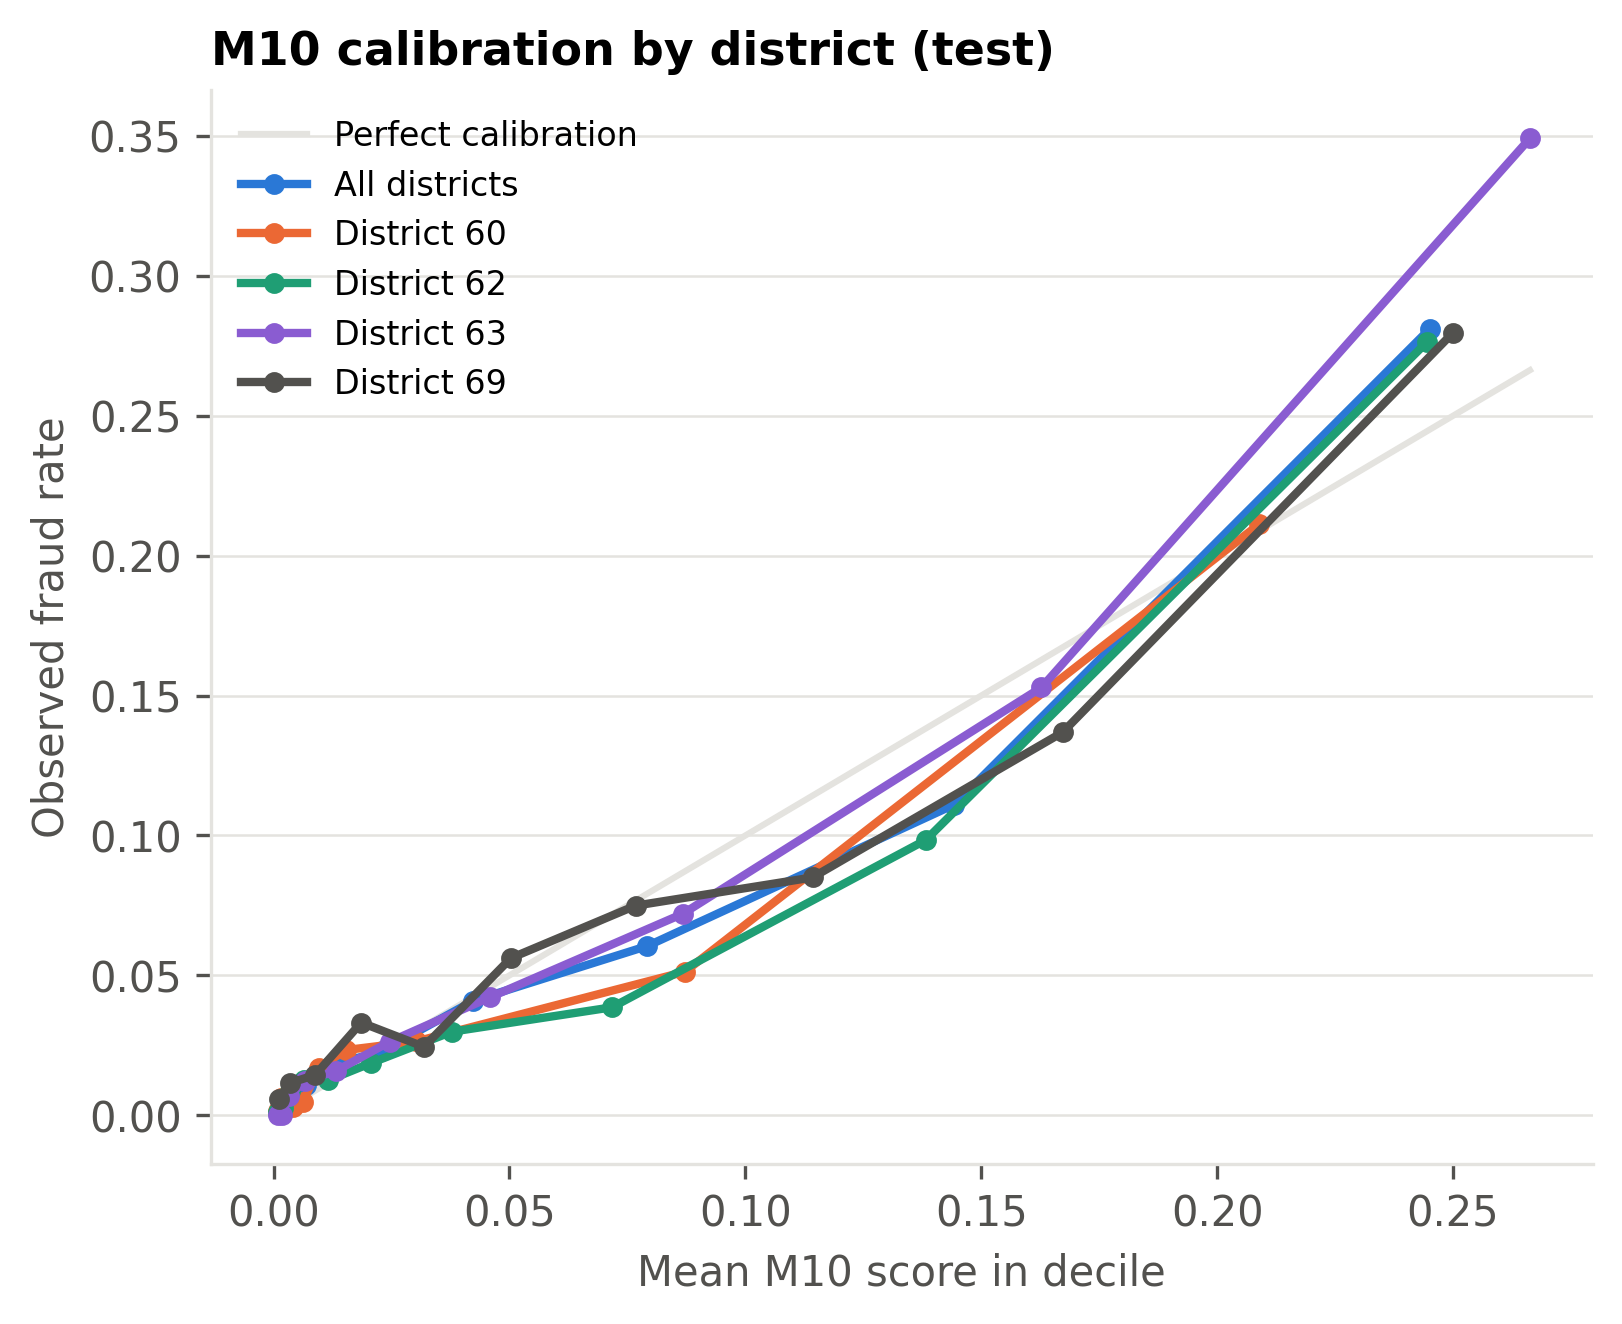 M10 calibration by district (test)
Perfect calibration
All districts
District 60
District 62
District 63
District 69
Observed fraud rate
0.35
0.30
0.25
0.20
0.15
0.10
0.05
0.00
0.00 0.05 0.10 0.15 0.20 0.25
Mean M10 score in decile